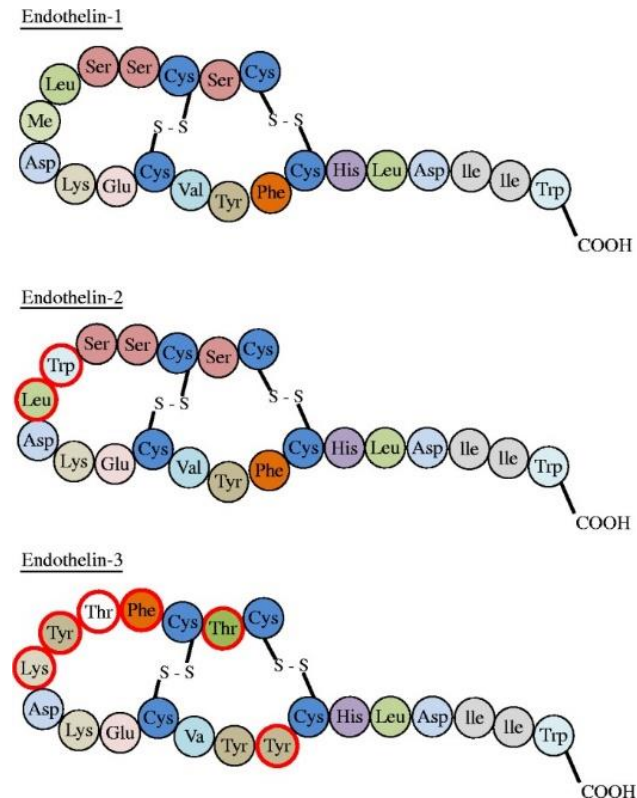 Endothelin-1
Leu Ser Ser Cys Ser Cys
Me
S - S S - S
Asp
Lys Glu Cys Val Tyr Phe Cys His Leu Asp Ile Ile Trp
COOH
Endothelin-2
Trp Ser Ser Cys Ser Cys
Leu
S - S S - S
Asp
Lys Glu Cys Val Tyr Phe Cys His Leu Asp Ile Ile Trp
COOH
Endothelin-3
Tyr Thr Phe Cys Thr Cys
Lys
S - S S - S
Asp
Lys Glu Cys Va Tyr Tyr Cys His Leu Asp Ile Ile Trp
COOH